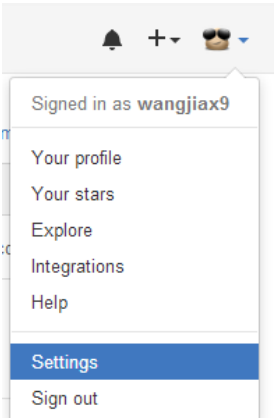 Signed in as wangjiax9
Your profile
Your stars
Explore
Integrations
Help
Settings
Sign out